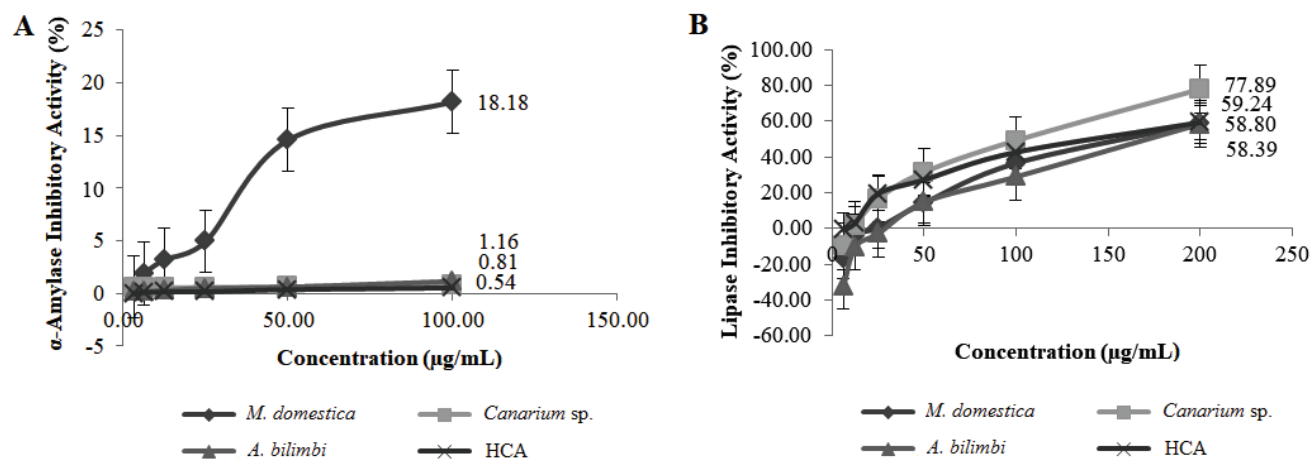 A
α-Amylase Inhibitory Activity (%)
25
20
15
10
5
0
-5
0.00
50.00
100.00
150.00
18.18
1.16
0.81
0.54
Concentration (µg/mL)
M. domestica
Canarium sp.
A. bilimbi
HCA
B
Lipase Inhibitory Activity (%)
100.00
80.00
60.00
40.00
20.00
0.00
-20.00
-40.00
-60.00
0
50
100
150
200
250
77.89
59.24
58.80
58.39
Concentration (µg/mL)
M. domestica
Canarium sp.
A. bilimbi
HCA